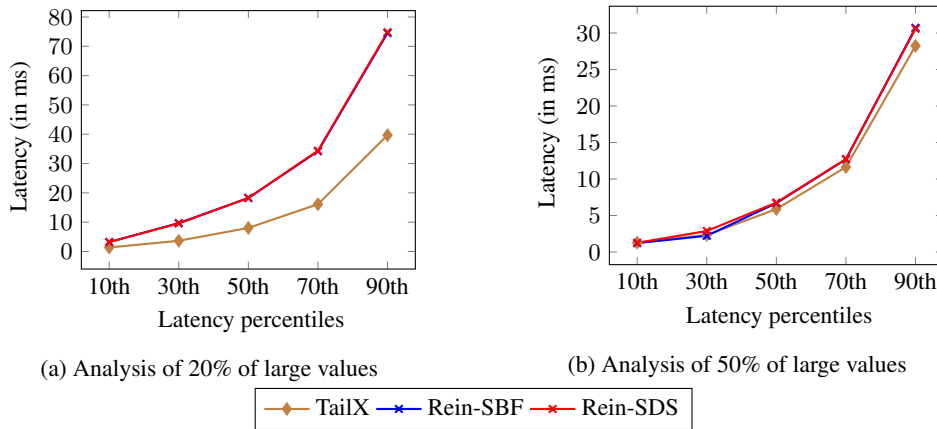 80
70
60
50
40
30
20
10
0
Latency (in ms)
10th 30th 50th 70th 90th
Latency percentiles
(a) Analysis of 20% of large values
30
25
20
15
10
5
0
Latency (in ms)
10th 30th 50th 70th 90th
Latency percentiles
(b) Analysis of 50% of large values
TailX Rein-SBF Rein-SDS